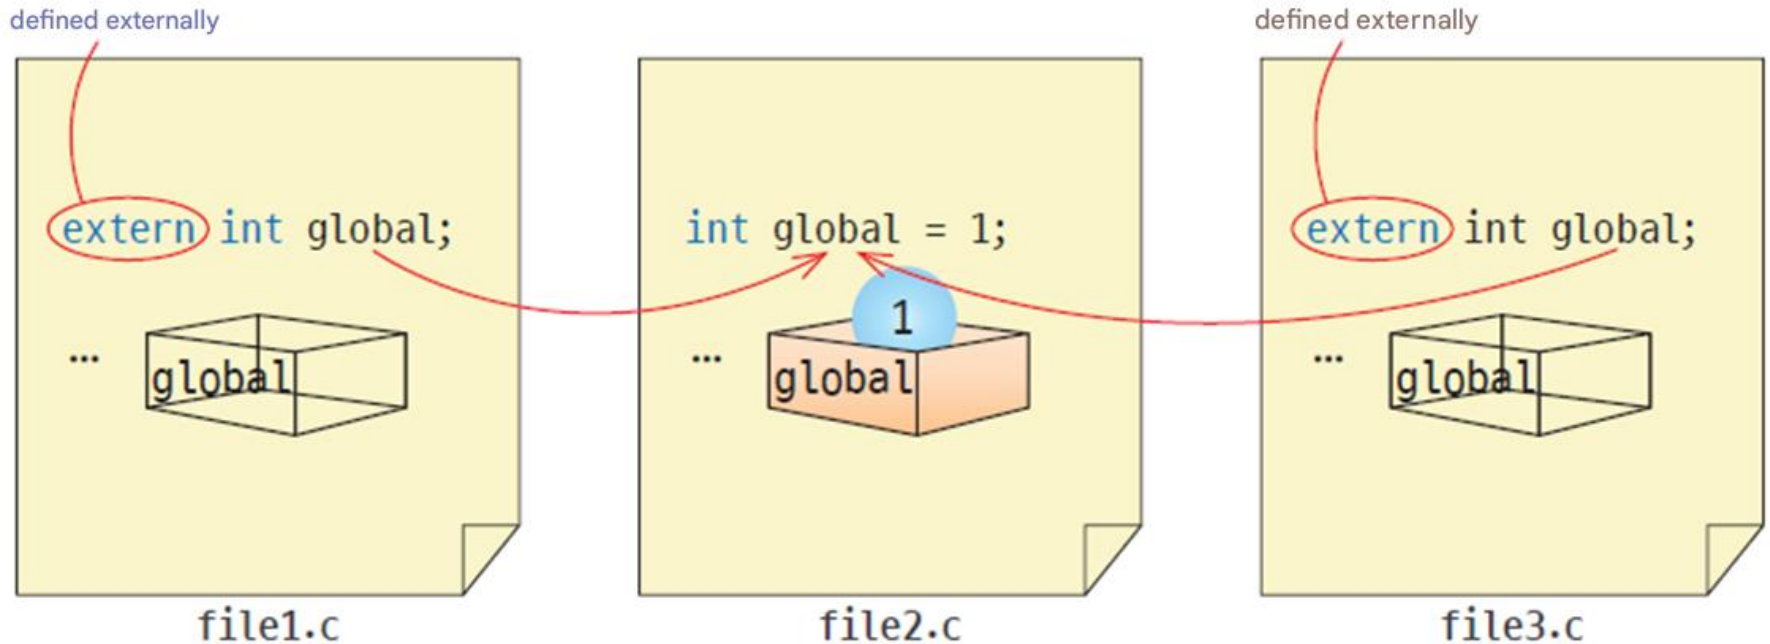 defined externally
defined externally
extern int global;
int global = 1;
extern int global;
1
...
global
...
global
...
global
file1.c
file2.c
file3.c